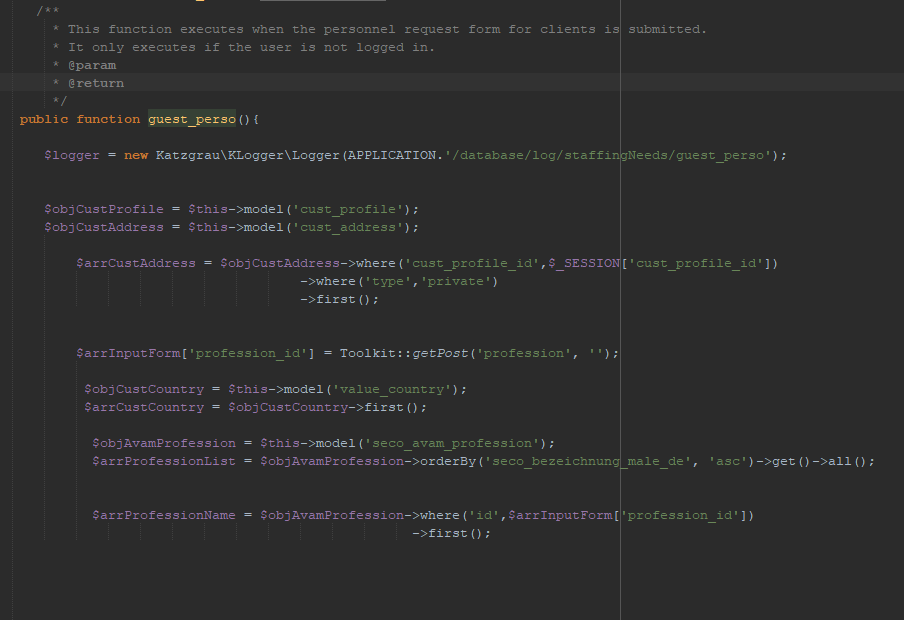 /**
* This function executes when the personnel request form for clients is submitted.
* It only executes if the user is not logged in.
* @param
* @return
*/
public function guest_perso(){
$logger = new Katzgrau\KLogger\Logger(APPLICATION.'/database/log/staffingNeeds/guest_perso');
$objCustProfile = $this->model('cust_profile');
$objCustAddress = $this->model('cust_address');
$arrCustAddress = $objCustAddress->where('cust_profile_id',$_SESSION['cust_profile_id'])
->where('type','private')
->first();
$arrInputForm['profession_id'] = Toolkit::getPost('profession', '');
$objCustCountry = $this->model('value_country');
$arrCustCountry = $objCustCountry->first();
$objAvamProfession = $this->model('seco_avam_profession');
$arrProfessionList = $objAvamProfession->orderBy('seco_bezeichnung_male_de', 'asc')->get()->all();
$arrProfessionName = $objAvamProfession->where('id',$arrInputForm['profession_id'])
->first();